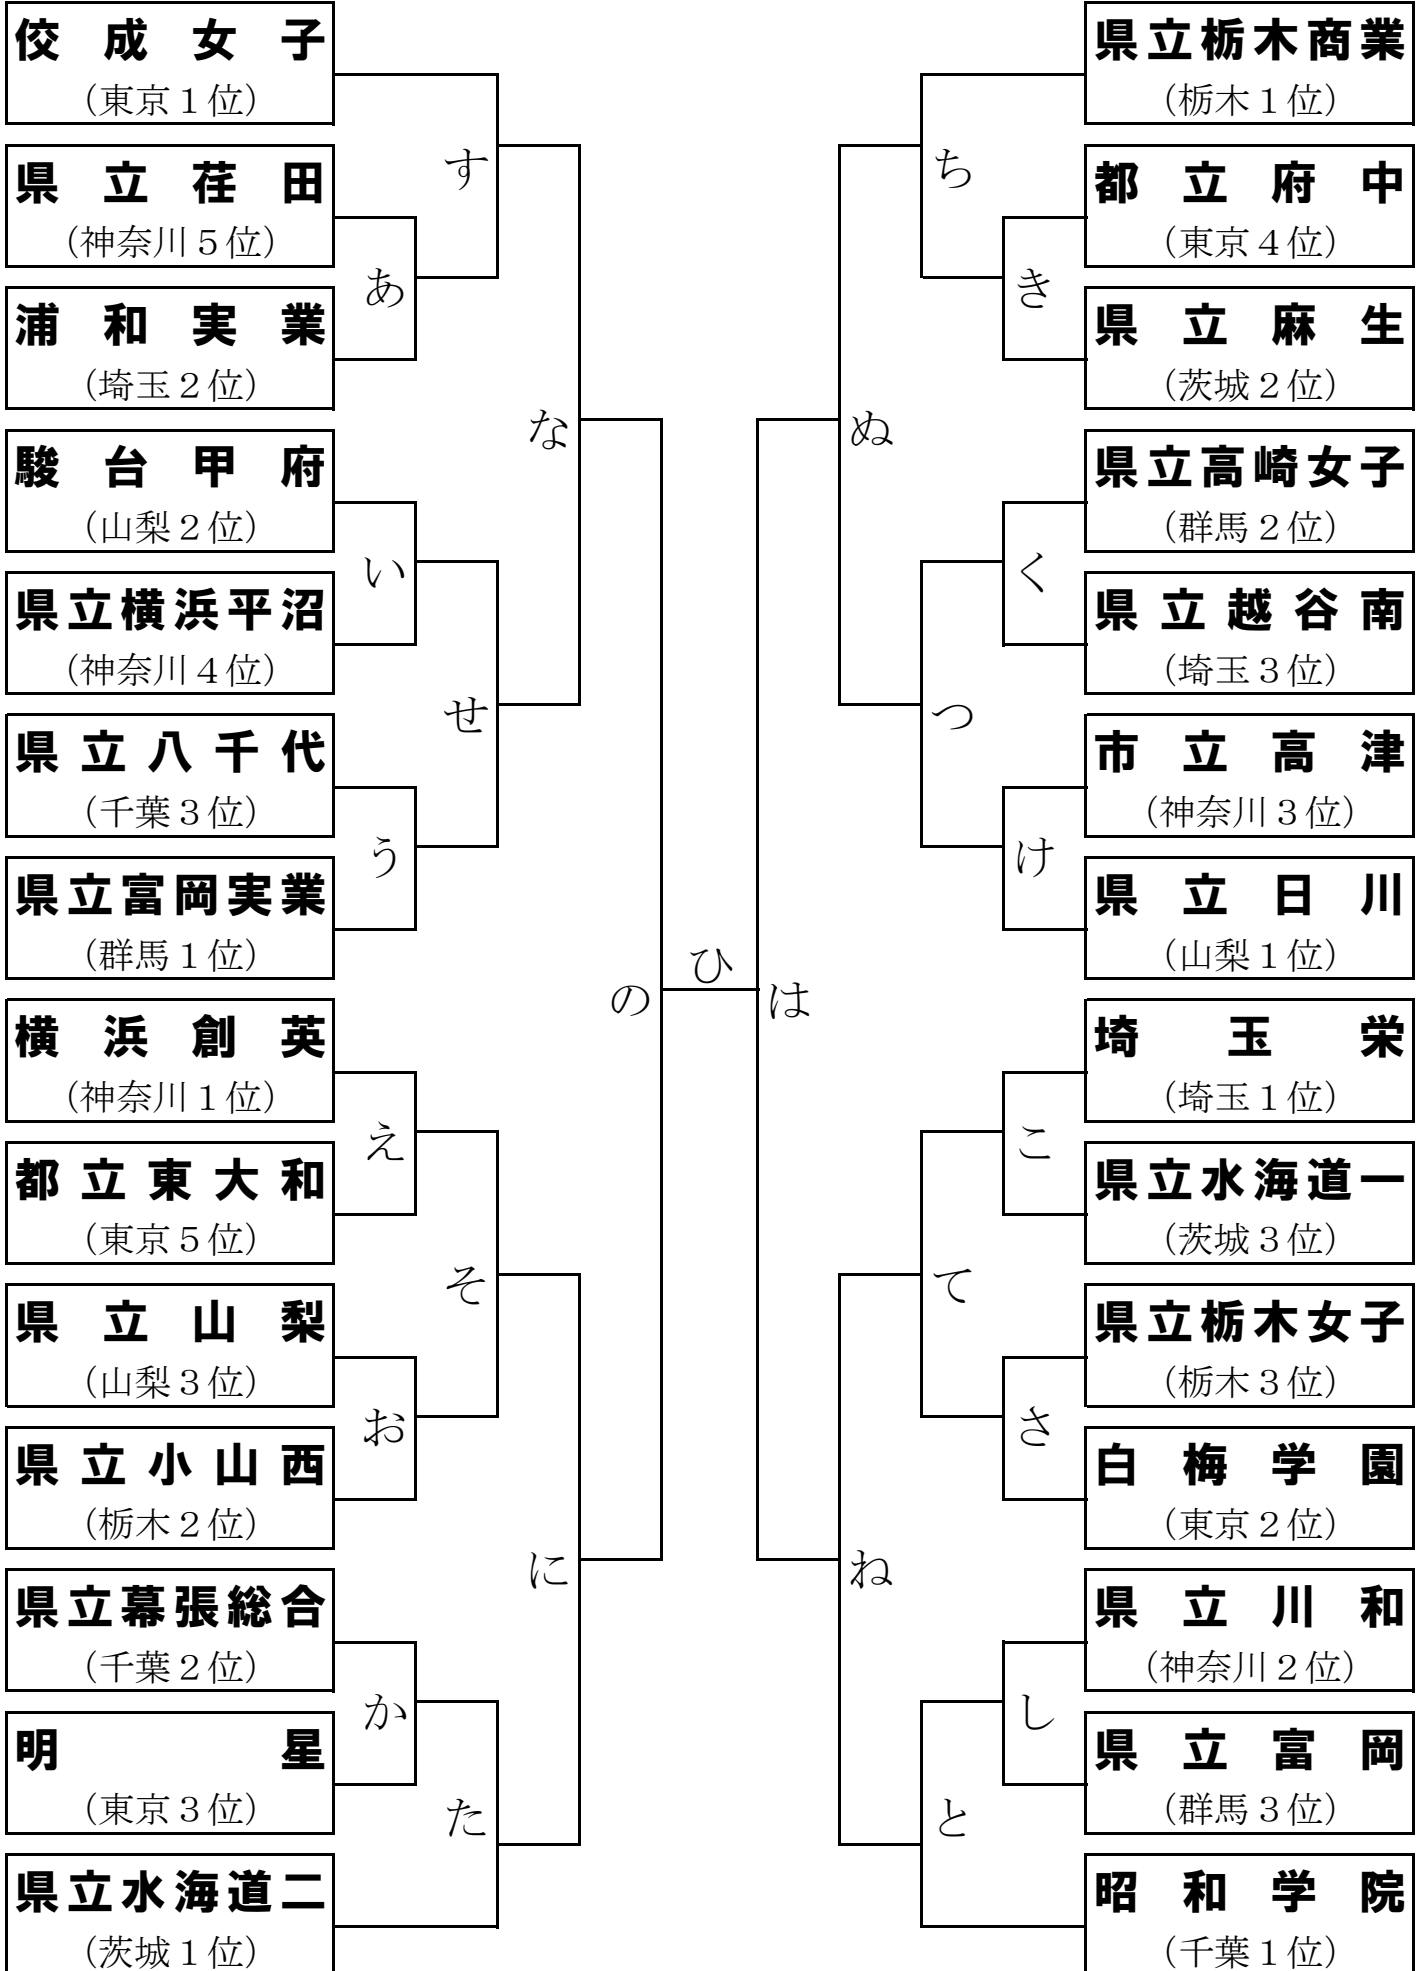 佼成女子
（東京１位）
県立荏田
（神奈川５位）
浦和実業
（埼玉２位）
駿台甲府
（山梨２位）
県立横浜平沼
（神奈川４位）
県立八千代
（千葉３位）
県立富岡実業
（群馬１位）
横浜創英
（神奈川１位）
都立東大和
（東京５位）
県立山梨
（山梨３位）
県立小山西
（栃木２位）
県立幕張総合
（千葉２位）
明星
（東京３位）
県立水海道二
（茨城１位）
す
あ
な
い
せ
う
の
え
そ
お
に
か
た
ひ
ち
き
ぬ
く
つ
け
は
こ
て
さ
ね
し
と
県立栃木商業
（栃木１位）
都立府中
（東京４位）
県立麻生
（茨城２位）
県立高崎女子
（群馬２位）
県立越谷南
（埼玉３位）
市立高津
（神奈川３位）
県立日川
（山梨１位）
埼玉栄
（埼玉１位）
県立水海道一
（茨城３位）
県立栃木女子
（栃木３位）
白梅学園
（東京２位）
県立川和
（神奈川２位）
県立富岡
（群馬３位）
昭和学院
（千葉１位）